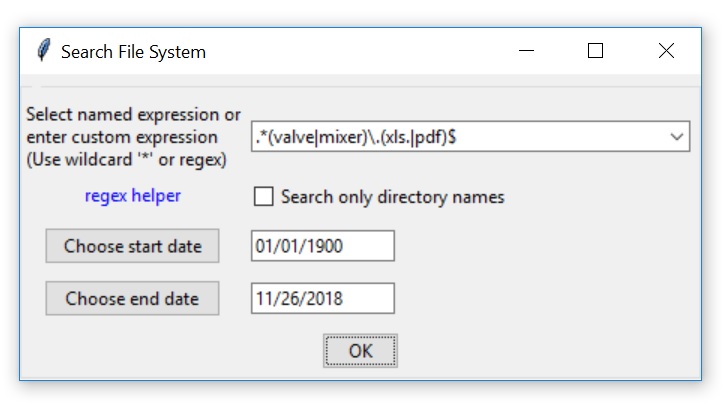 Search File System
Select named expression or
enter custom expression
(Use wildcard '*' or regex)
.*(valve|mixer)\.(xls.|pdf)$
regex helper
Search only directory names
Choose start date
01/01/1900
Choose end date
11/26/2018
OK